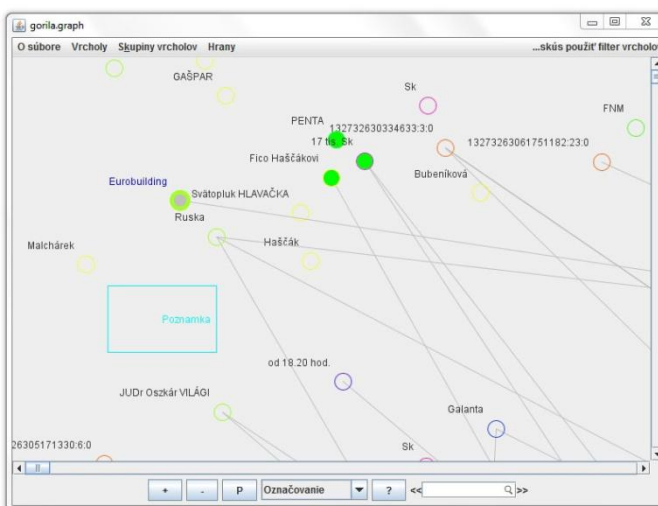 gorila.graph
O súbore Vrcholy Skupiny vrcholov Hrany ...skús použiť filter vrcholov
GAŠPAR
Sk
PENTA
132732630334633:3:0
FNM
17 tis. Sk
13273263061751182:23:0
Fico Haščákovi
Bubeníková
Eurobuilding
Svätopluk HLAVAČKA
Ruska
Malchárek
Haščák
Poznamka
od 18.20 hod.
JUDr Oszkár VILÁGI
Galanta
26305171330:6:0
Sk
+ - P Označovanie ? << >>